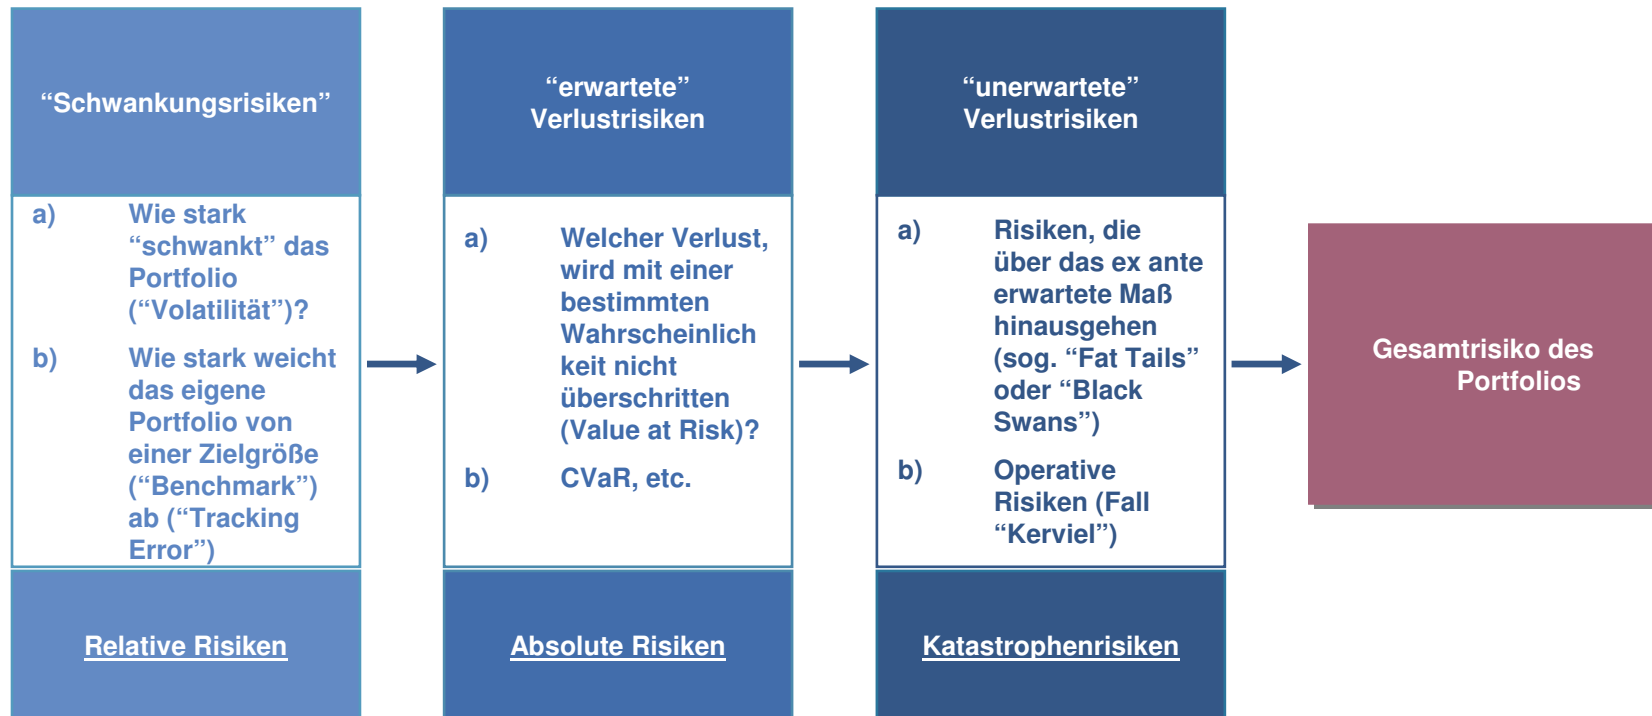 “Schwankungsrisiken”
a) Wie stark
“schwankt” das
Portfolio
(“Volatilität”)?
b) Wie stark weicht
das eigene
Portfolio von
einer Zielgröße
(“Benchmark”)
ab (“Tracking
Error”)
Relative Risiken
“erwartete”
Verlustrisiken
a) Welcher Verlust,
wird mit einer
bestimmten
Wahrscheinlich
keit nicht
überschritten
(Value at Risk)?
b) CVaR, etc.
Absolute Risiken
“unerwartete”
Verlustrisiken
a) Risiken, die
über das ex ante
erwartete Maß
hinausgehen
(sog. “Fat Tails”
oder “Black
Swans”)
b) Operative
Risiken (Fall
“Kerviel”)
Katastrophenrisiken
Gesamtrisiko des
Portfolios